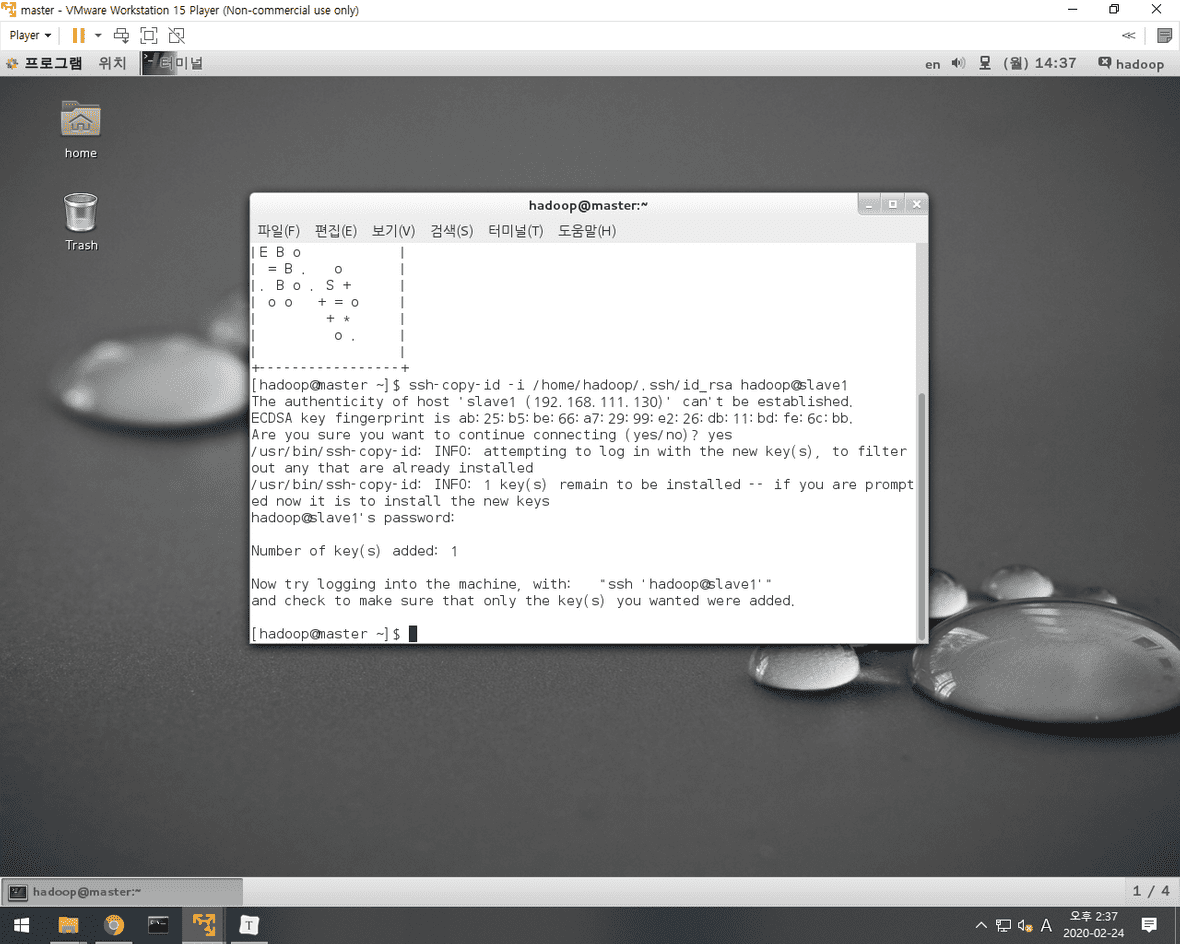 master - VMware Workstation 15 Player (Non-commercial use only)
Player
프로그램 위치 터미널 en (월) 14:37 hadoop
home
Trash
hadoop@master:~
파일(F) 편집(E) 보기(V) 검색(S) 터미널(T) 도움말(H)
|E B o            |
| = B .   o       |
|. B o . S +      |
| o o   + = o     |
|        + *      |
|         o .     |
|                 |
+-----------------+
[hadoop@master ~]$ ssh-copy-id -i /home/hadoop/.ssh/id_rsa hadoop@slave1
The authenticity of host 'slave1 (192.168.111.130)' can't be established.
ECDSA key fingerprint is ab:25:b5:be:66:a7:29:99:e2:26:db:11:bd:fe:6c:bb.
Are you sure you want to continue connecting (yes/no)? yes
/usr/bin/ssh-copy-id: INFO: attempting to log in with the new key(s), to filter
out any that are already installed
/usr/bin/ssh-copy-id: INFO: 1 key(s) remain to be installed -- if you are prompt
ed now it is to install the new keys
hadoop@slave1's password:
Number of key(s) added: 1
Now try logging into the machine, with:   "ssh 'hadoop@slave1'"
and check to make sure that only the key(s) you wanted were added.
[hadoop@master ~]$
hadoop@master:~ 1 / 4
T A 오후 2:37
2020-02-24